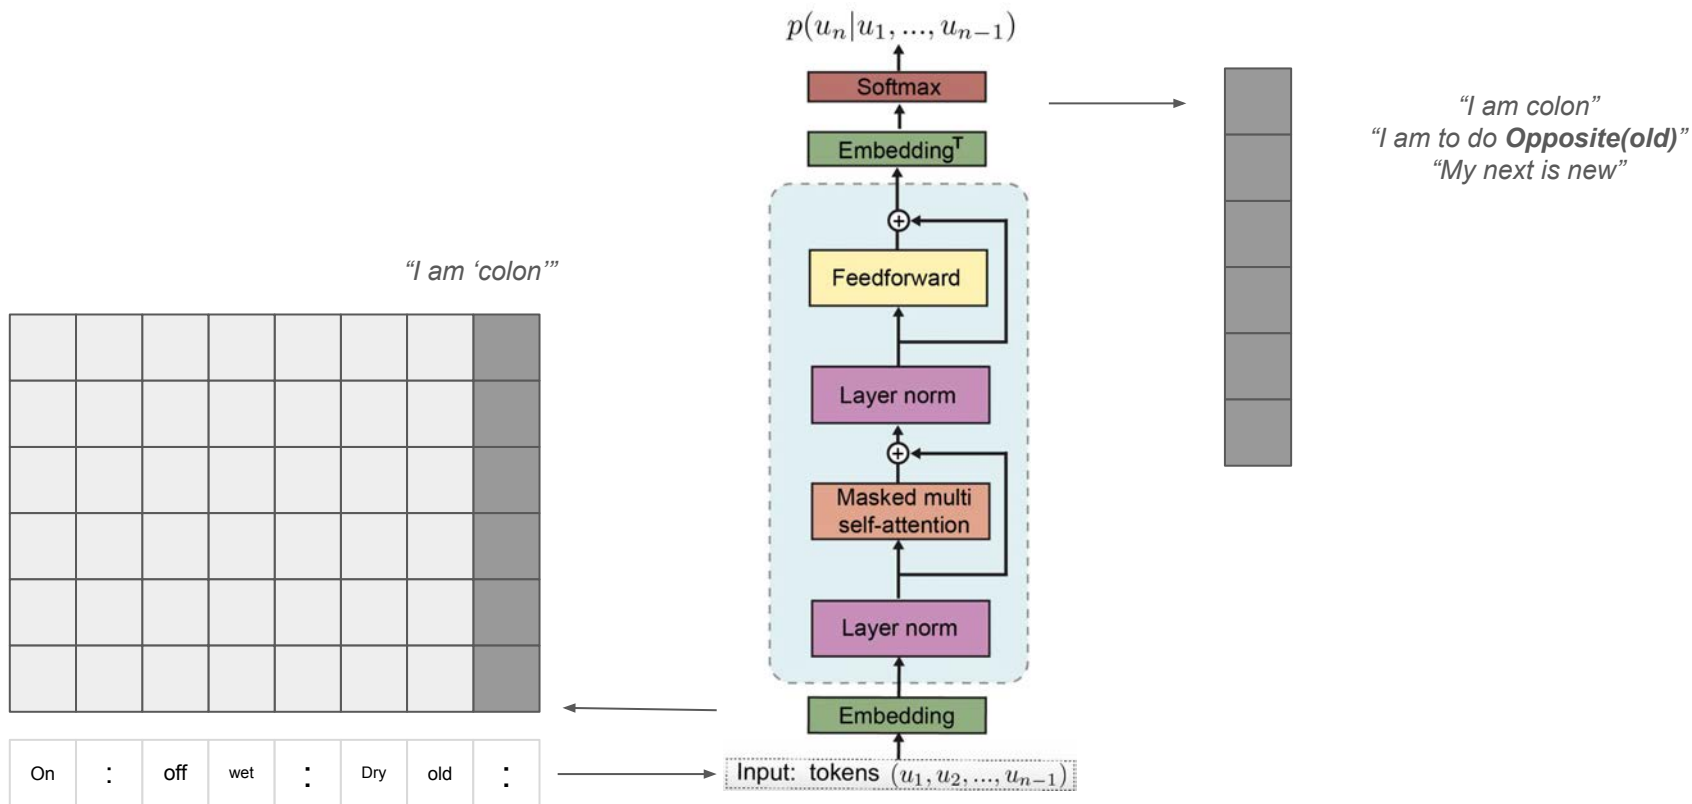 p(u_n|u_1, ..., u_{n-1})
Softmax
Embedding^T
Feedforward
Layer norm
+
Masked multi
self-attention
+
Layer norm
Embedding
Input: tokens (u_1, u_2, ..., u_{n-1})
“I am ‘colon’”
On : off wet : Dry old :
“I am colon”
“I am to do Opposite(old)”
“My next is new”